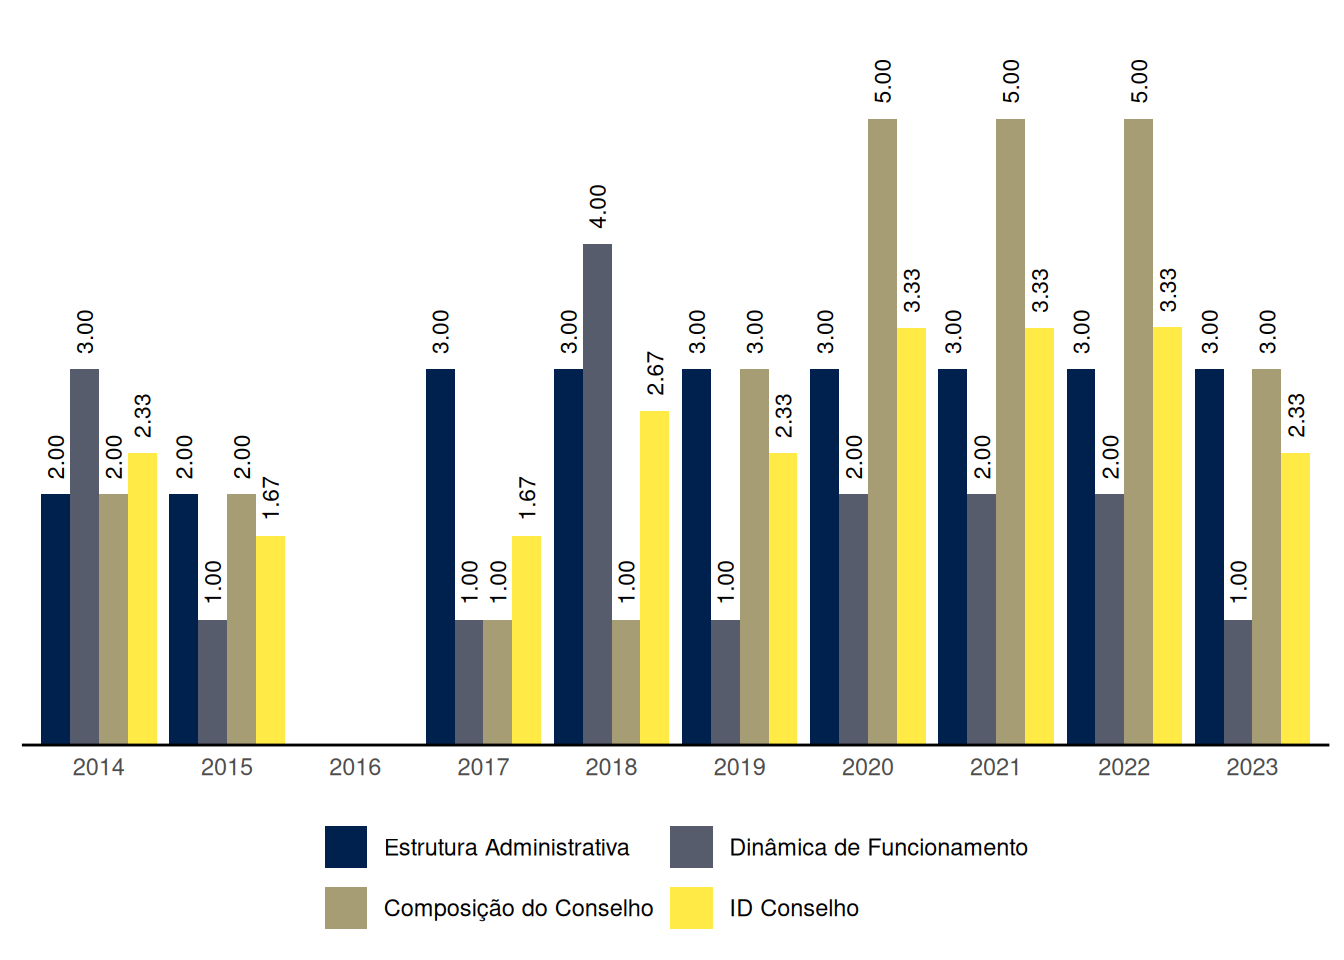 5.00 5.00 5.00
4.00
3.00 3.00 3.00 3.00 3.00 3.00 3.33 3.00 3.33 3.00 3.33 3.00 3.00
2.67
2.00 2.00 2.33 2.00 2.00 2.33 2.00 2.00 2.00 2.33
1.67 1.67
1.00 1.00 1.00 1.00 1.00 1.00
2014 2015 2016 2017 2018 2019 2020 2021 2022 2023
Estrutura Administrativa Dinâmica de Funcionamento
Composição do Conselho ID Conselho